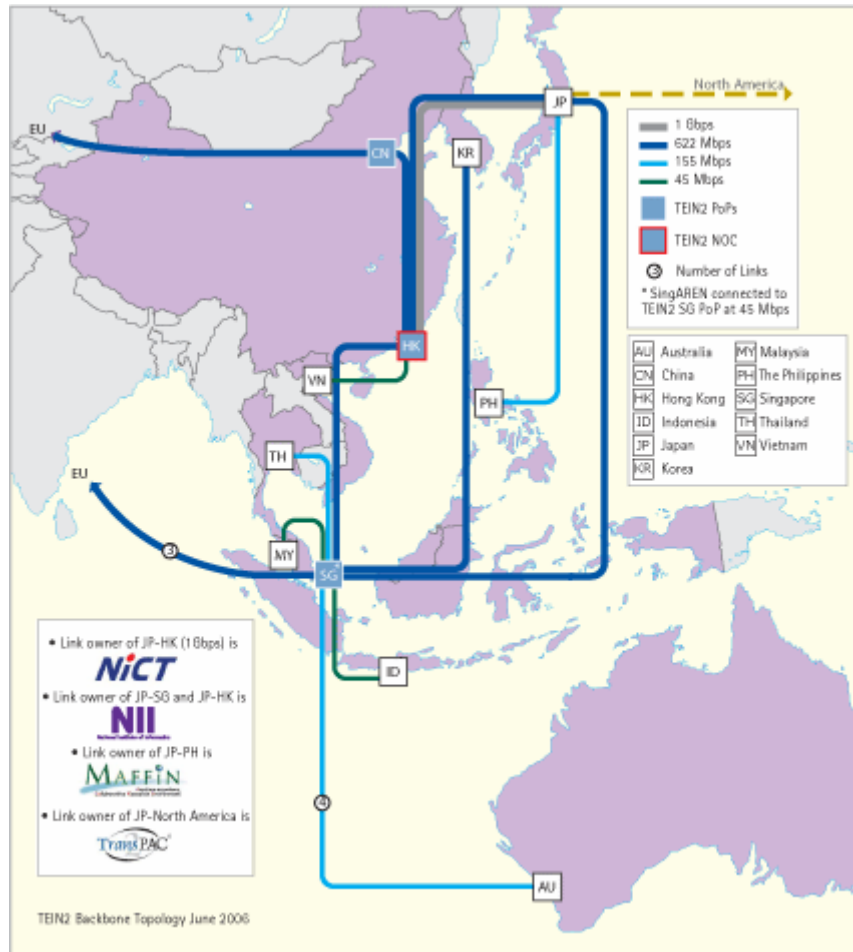 North America
JP
EU
CN
KR
1 Gbps
622 Mbps
155 Mbps
45 Mbps
TEIN2 PoPs
TEIN2 NOC
3 Number of Links
* SingAREN connected to
TEIN2 SG PoP at 45 Mbps
HK
VN
PH
AU Australia
CN China
HK Hong Kong
ID Indonesia
JP Japan
KR Korea
MY Malaysia
PH The Philippines
SG Singapore
TH Thailand
VN Vietnam
TH
EU
3
MY
SG*
ID
• Link owner of JP-HK (1Gbps) is
NiCT
• Link owner of JP-SG and JP-HK is
NII
National Institute of Informatics
• Link owner of JP-PH is
MAFFIN
• Link owner of JP-North America is
TransPAC2
4
AU
TEIN2 Backbone Topology June 2006